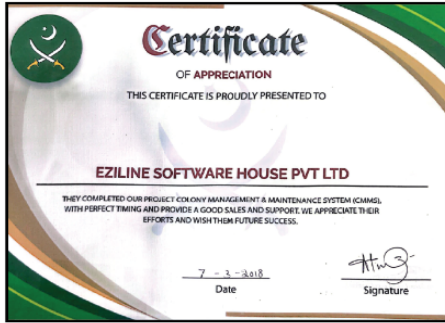 Certificate
OF APPRECIATION
THIS CERTIFICATE IS PROUDLY PRESENTED TO
EZILINE SOFTWARE HOUSE PVT LTD
THEY COMPLETED OUR PROJECT COLONY MANAGEMENT & MAINTENANCE SYSTEM (CMMS),
WITH PERFECT TIMING AND PROVIDE A GOOD SALES AND SUPPORT. WE APPRECIATE THEIR
EFFORTS AND WISH THEM FUTURE SUCCESS.
7 - 3 - 2018
Date
Signature